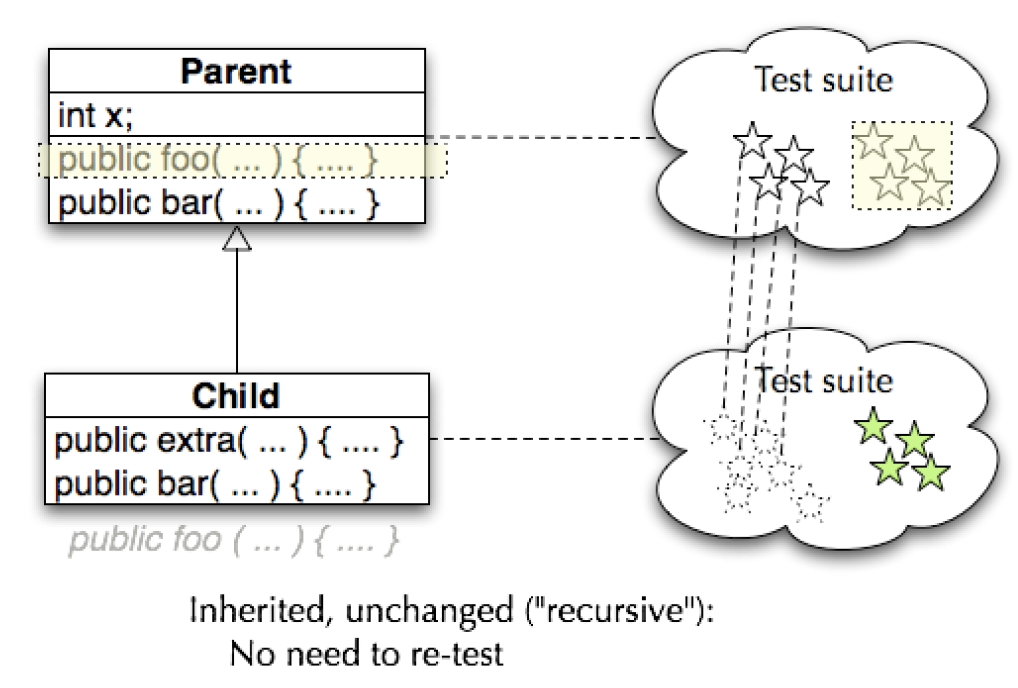 Parent
int x;
public foo( ... ) { .... }
public bar( ... ) { .... }
Test suite
Child
public extra( ... ) { .... }
public bar( ... ) { .... }
public foo ( ... ) { .... }
Test suite
Inherited, unchanged ("recursive"):
No need to re-test